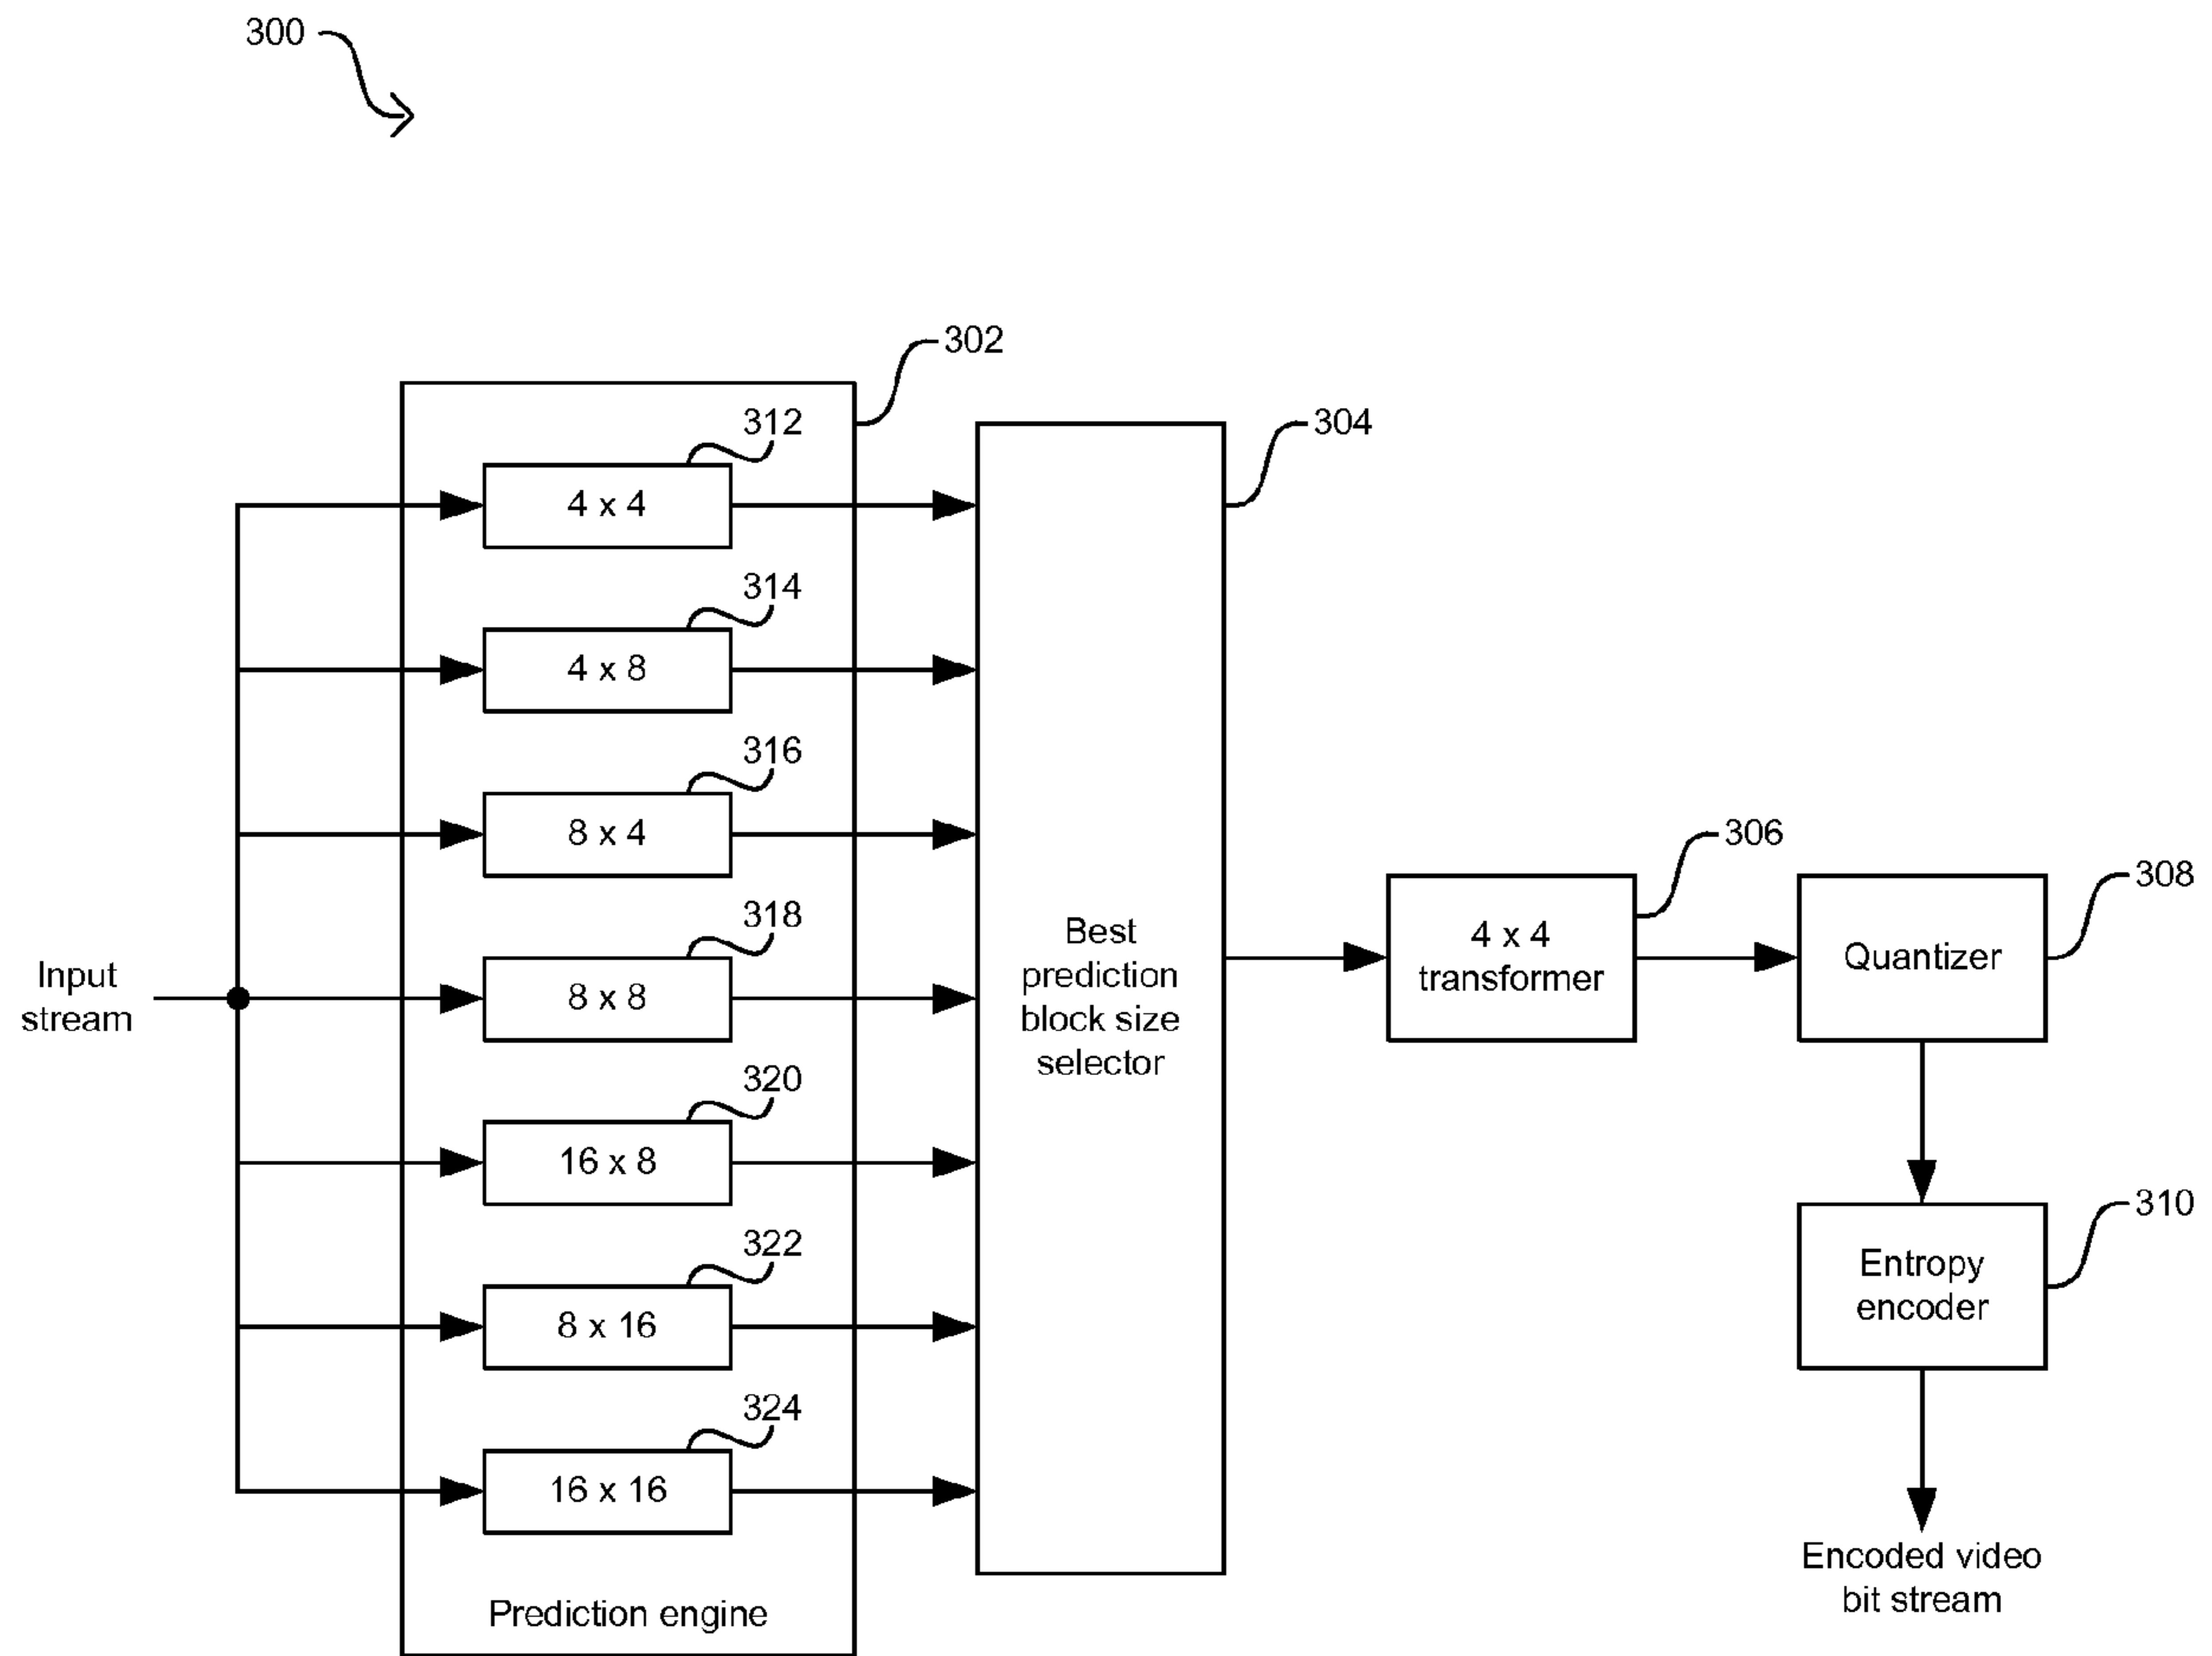 300
302
312
304
4 x 4
314
4 x 8
316
8 x 4
306
308
318
Best
prediction
block size
selector
4 x 4
transformer
Quantizer
Input
stream
8 x 8
320
16 x 8
310
322
Entropy
encoder
8 x 16
324
16 x 16
Encoded video
bit stream
Prediction engine